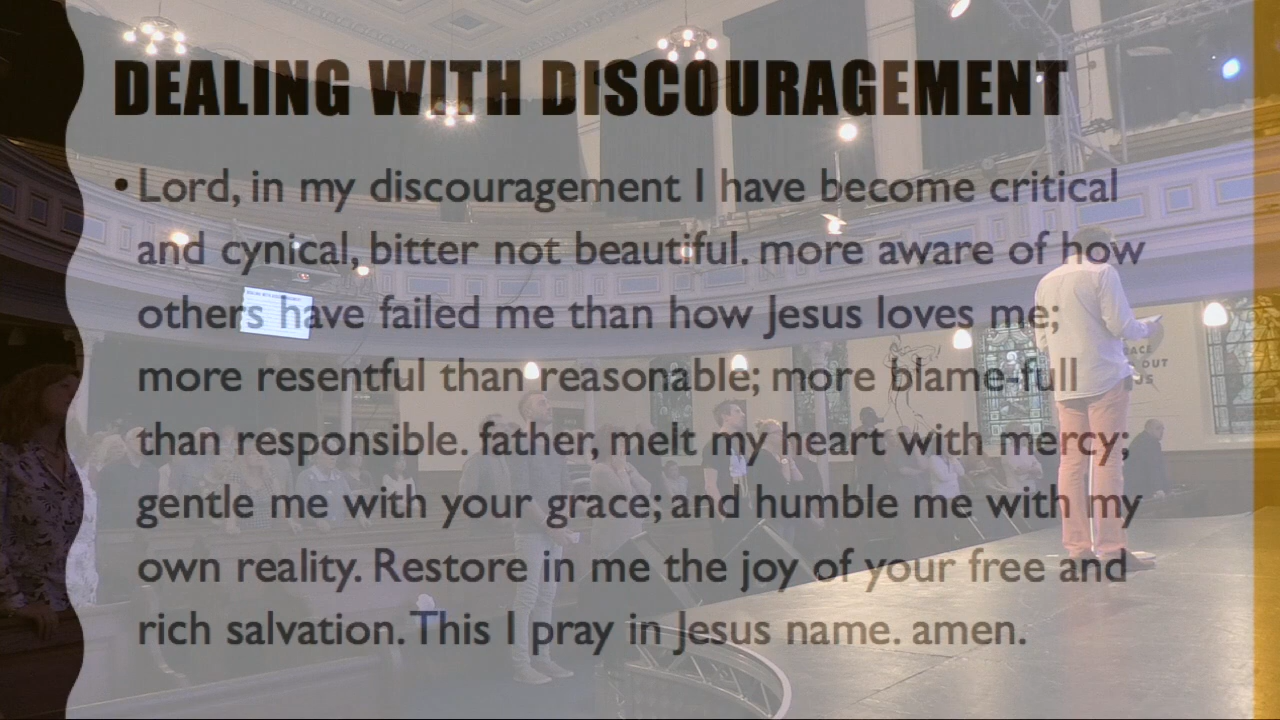 DEALING WITH DISCOURAGEMENT
• Lord, in my discouragement I have become critical
and cynical, bitter not beautiful. more aware of how
others have failed me than how Jesus loves me;
more resentful than reasonable; more blame-full
than responsible. father, melt my heart with mercy;
gentle me with your grace; and humble me with my
own reality. Restore in me the joy of your free and
rich salvation. This I pray in Jesus name. amen.
OUT